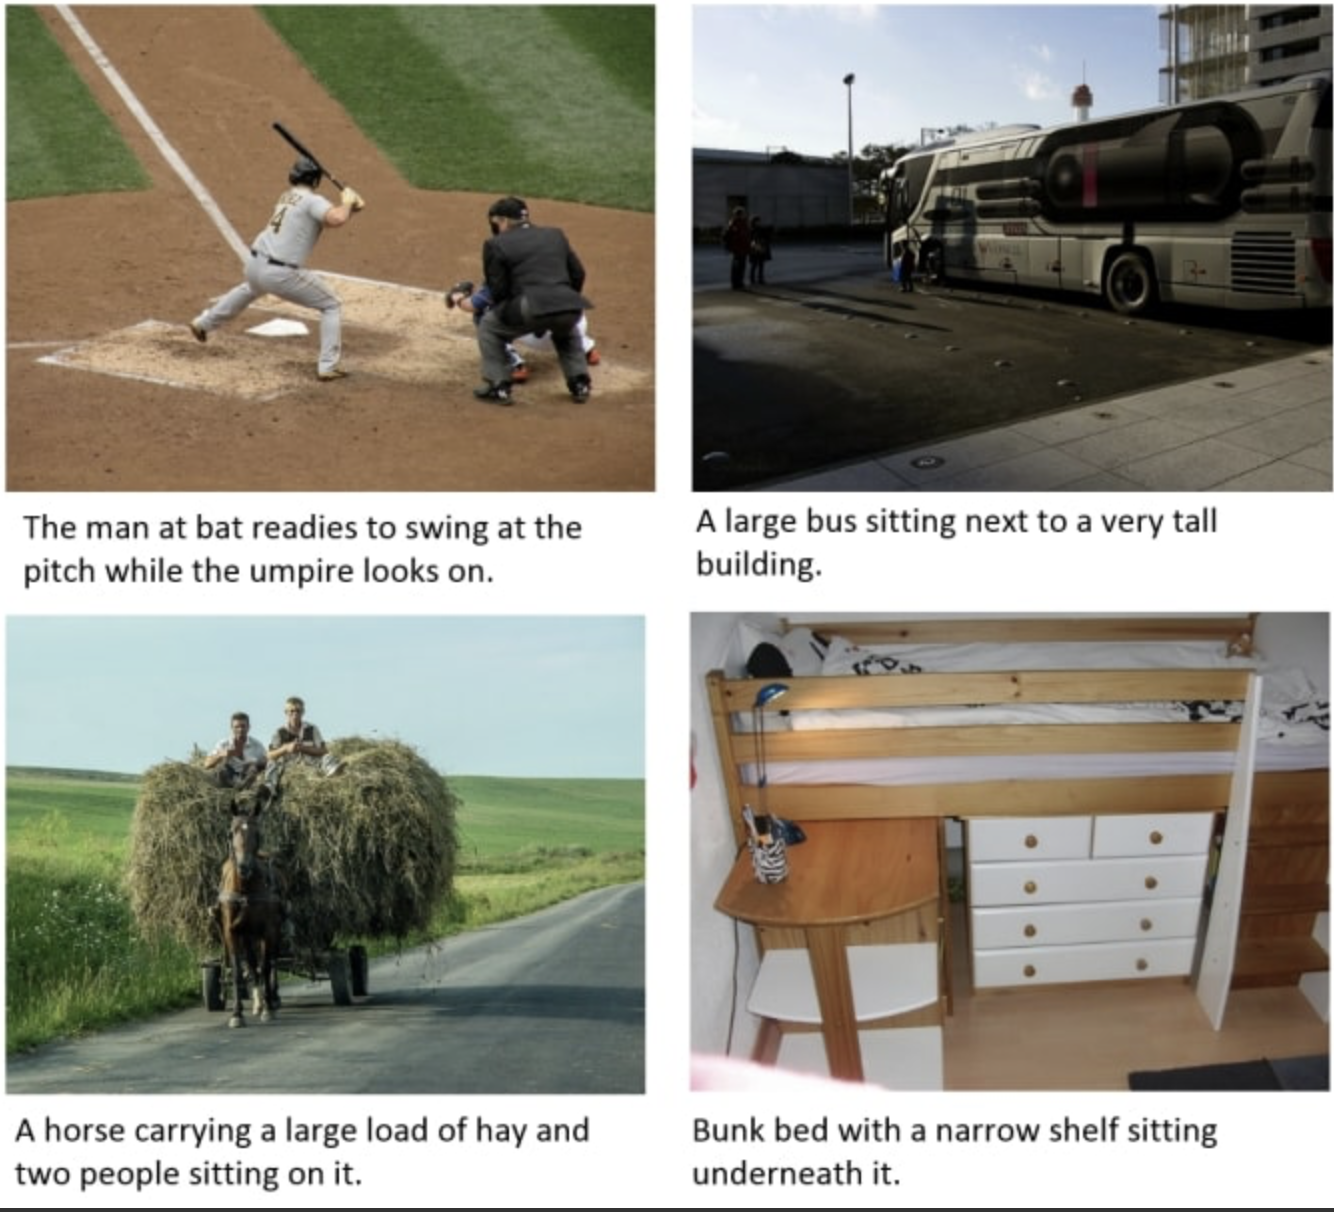 4
The man at bat readies to swing at the
pitch while the umpire looks on.
A large bus sitting next to a very tall
building.
A horse carrying a large load of hay and
two people sitting on it.
Bunk bed with a narrow shelf sitting
underneath it.